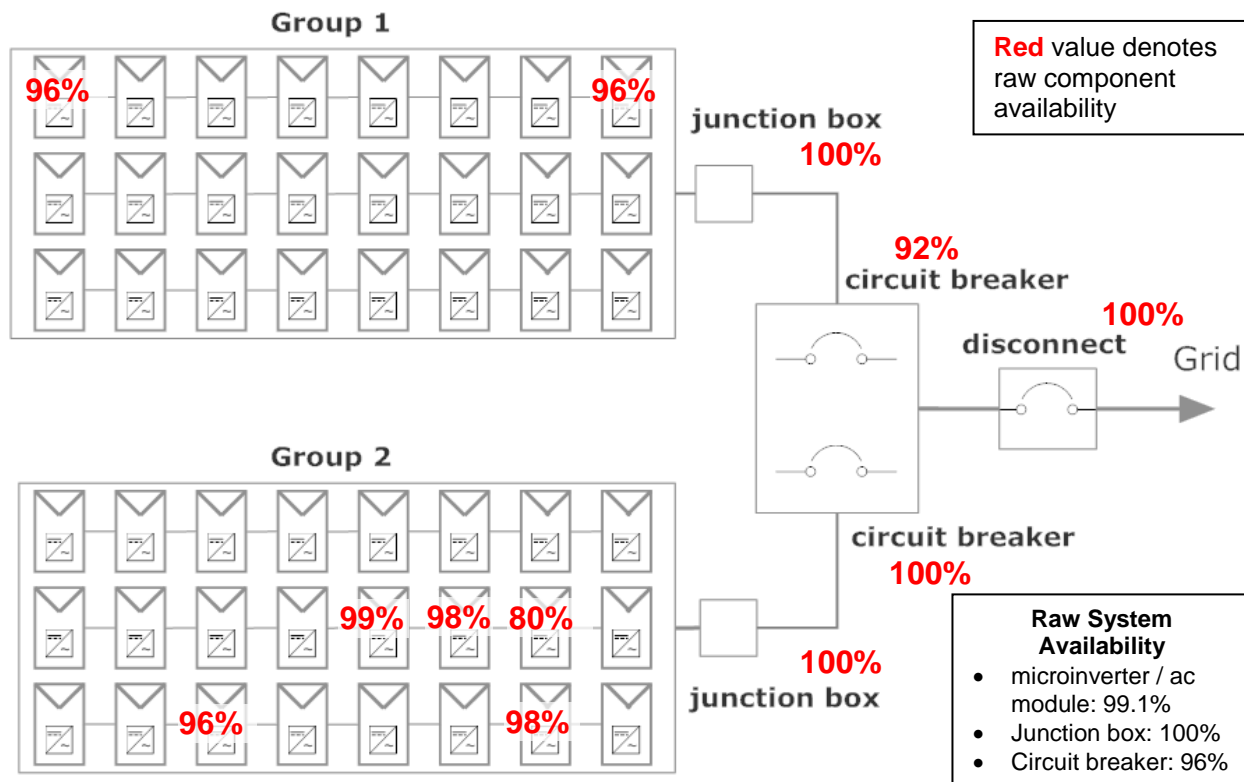 Group 1
Red value denotes
raw component
availability
96%
96%
junction box
100%
92%
circuit breaker
100%
disconnect
Grid
Group 2
circuit breaker
100%
99%
98%
80%
100%
junction box
96%
98%
Raw System
Availability
• microinverter / ac
module: 99.1%
• Junction box: 100%
• Circuit breaker: 96%